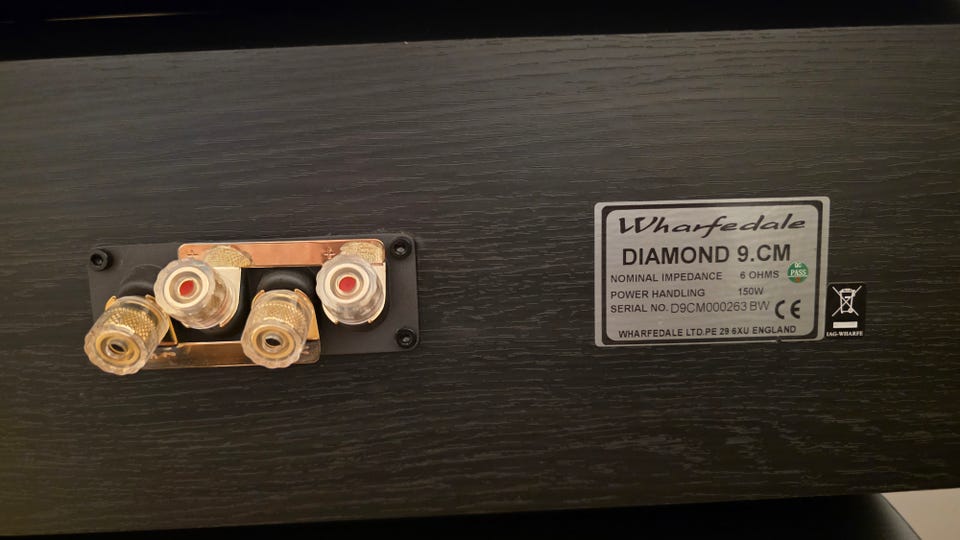 Wharfedale
DIAMOND 9.CM
NOMINAL IMPEDANCE 6 OHMS
QC PASS
POWER HANDLING 150W
SERIAL NO. D9CM000263 BW CE
WHARFEDALE LTD.PE 29 6XU ENGLAND
IAG-WHARFE
+ +